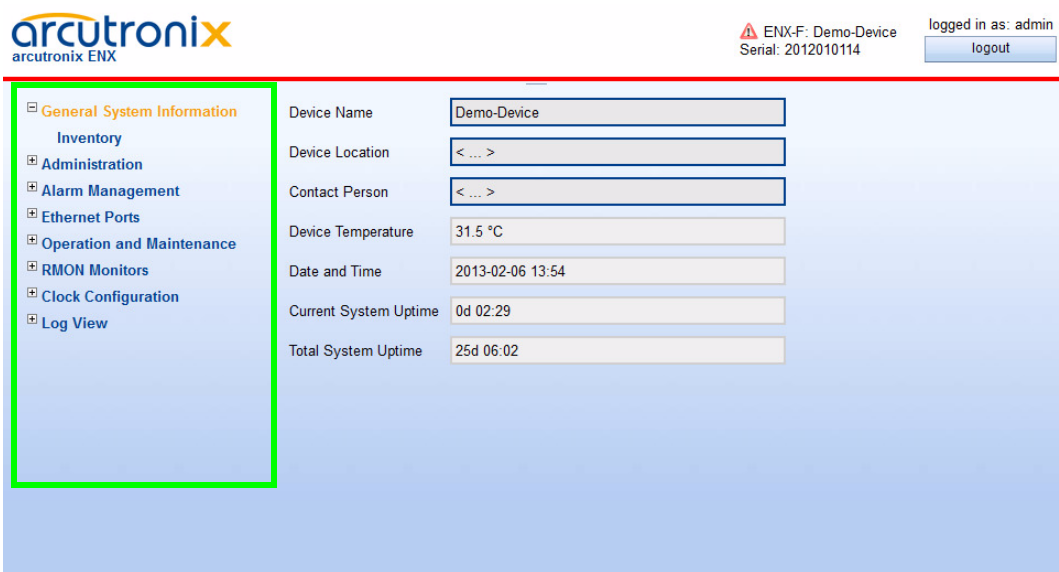 arcutronix
arcutronix ENX
ENX-F: Demo-Device
Serial: 2012010114
logged in as: admin
logout
General System Information
Inventory
Administration
Alarm Management
Ethernet Ports
Operation and Maintenance
RMON Monitors
Clock Configuration
Log View
Device Name Demo-Device
Device Location < ... >
Contact Person < ... >
Device Temperature 31.5 °C
Date and Time 2013-02-06 13:54
Current System Uptime 0d 02:29
Total System Uptime 25d 06:02